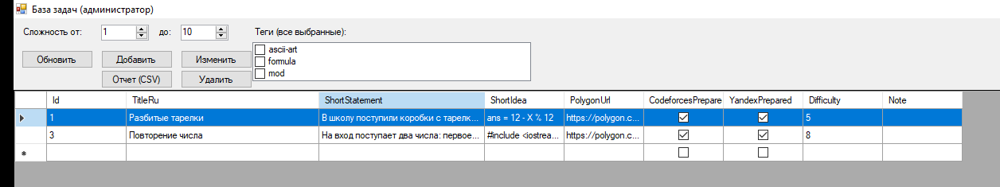 База задач (администратор)
Сложность от: 1 до: 10 Теги (все выбранные):
ascii-art
Обновить Добавить Изменить formula
mod
Отчет (CSV) Удалить
Id TitleRu ShortStatement ShortIdea PolygonUrl CodeforcesPrepare YandexPrepared Difficulty Note
1 Разбитые тарелки В школу поступили коробки с тарелк... ans = 12 - X % 12 https://polygon.c... 5
3 Повторение числа На вход поступает два числа: первое... #include <iostrea... https://polygon.c... 8